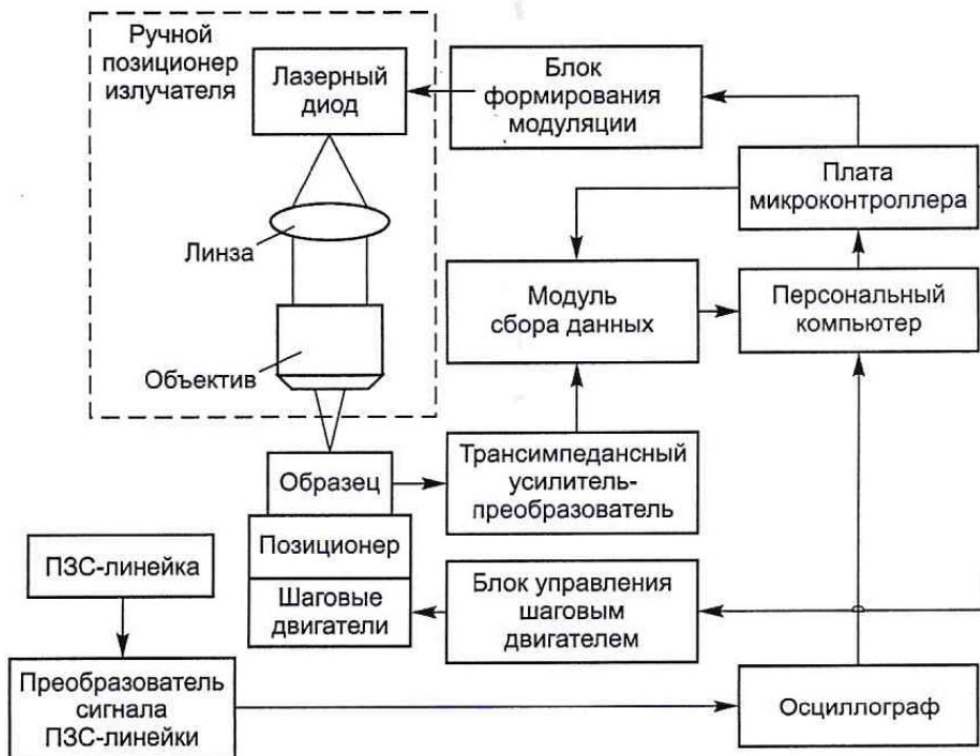 Ручной
позиционер
излучателя
Лазерный
диод
Блок
формирования
модуляции
Плата
микроконтроллера
Линза
Модуль
сбора данных
Персональный
компьютер
Объектив
Образец
Трансимпедансный
усилитель-
преобразователь
Позиционер
ПЗС-линейка
Шаговые
двигатели
Блок управления
шаговым
двигателем
Преобразователь
сигнала
ПЗС-линейки
Осциллограф